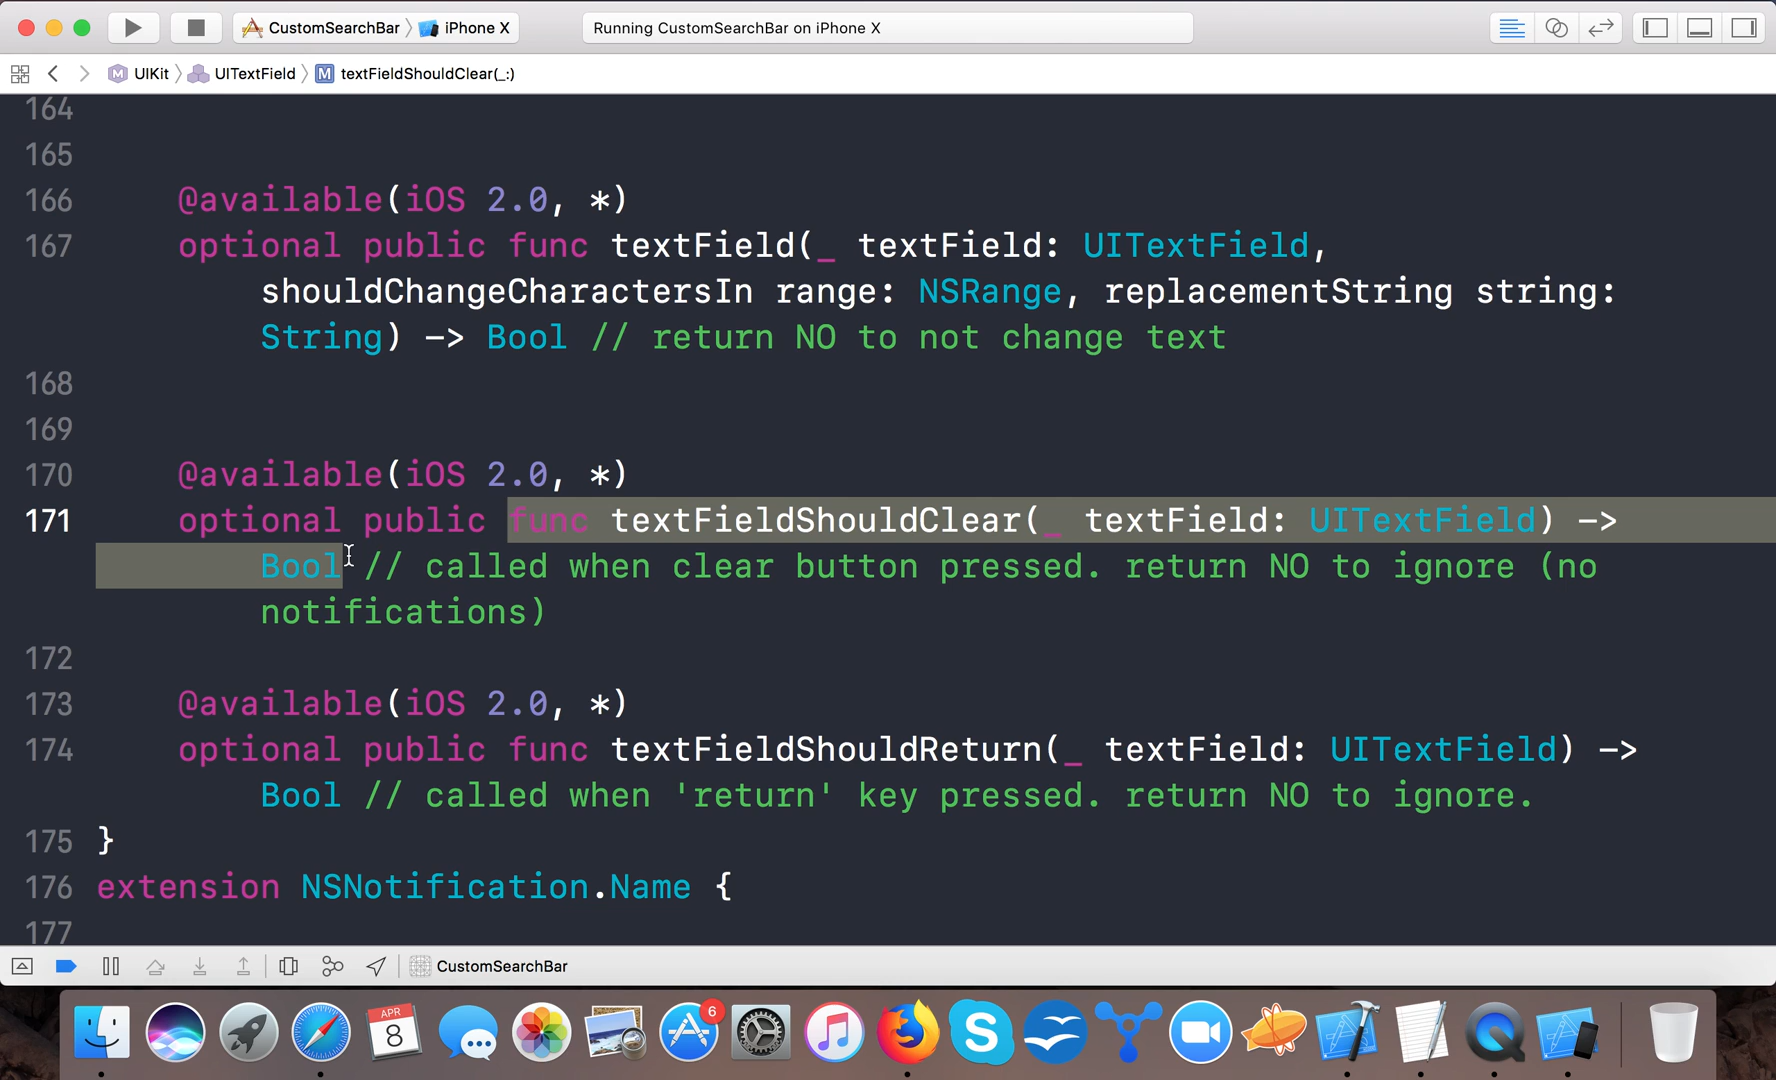 CustomSearchBar iPhone X Running CustomSearchBar on iPhone X
UIKit UITextField M textFieldShouldClear(_:)
164
165
166 @available(iOS 2.0, *)
167 optional public func textField(_ textField: UITextField,
shouldChangeCharactersIn range: NSRange, replacementString string:
String) -> Bool // return NO to not change text
168
169
170 @available(iOS 2.0, *)
171 optional public func textFieldShouldClear(_ textField: UITextField) ->
Bool // called when clear button pressed. return NO to ignore (no
notifications)
172
173 @available(iOS 2.0, *)
174 optional public func textFieldShouldReturn(_ textField: UITextField) ->
Bool // called when 'return' key pressed. return NO to ignore.
175 }
176 extension NSNotification.Name {
177
CustomSearchBar
APR
8
6
S